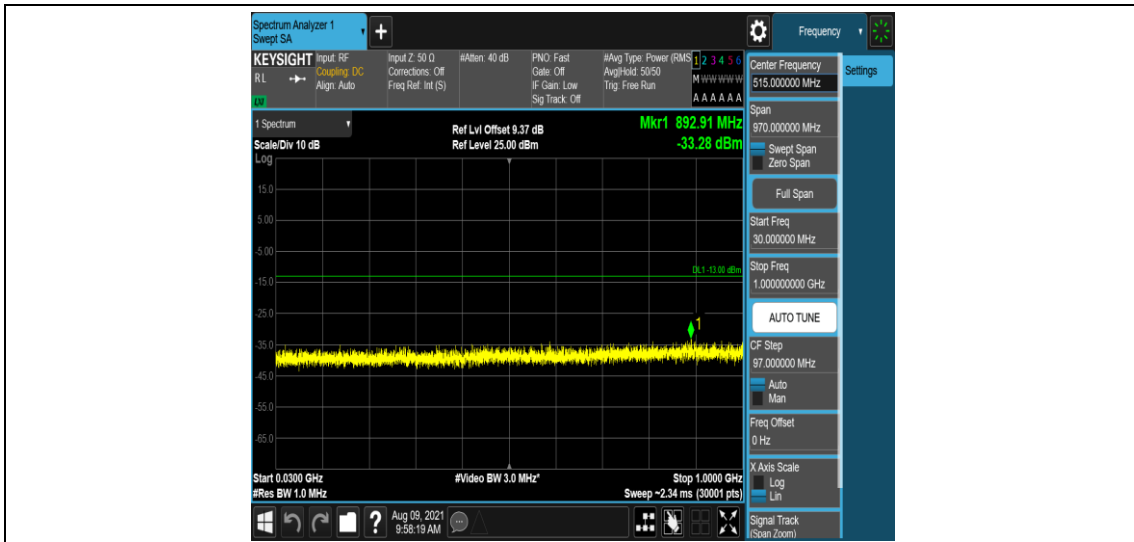 Spectrum Analyzer 1
Swept SA
+
Frequency
KEYSIGHT
RL
LM
Input: RF
Coupling: DC
Align: Auto
Input Z: 50 Ω
Corrections: Off
Freq Ref: Int (S)
#Atten: 40 dB
PNO: Fast
Gate: Off
IF Gain: Low
Sig Track: Off
#Avg Type: Power (RMS
Avg|Hold: 50/50
Trig: Free Run
1 2 3 4 5 6
M W W W W W
A A A A A A
Center Frequency
515.000000 MHz
Settings
1 Spectrum
Scale/Div 10 dB
Ref Lvl Offset 9.37 dB
Ref Level 25.00 dBm
Mkr1 892.91 MHz
-33.28 dBm
Span
970.000000 MHz
Swept Span
Zero Span
Full Span
Start Freq
30.000000 MHz
Stop Freq
1.000000000 GHz
AUTO TUNE
CF Step
97.000000 MHz
Auto
Man
Freq Offset
0 Hz
X Axis Scale
Log
Lin
Signal Track
(Span Zoom)
Log
15.0
5.00
-5.00
DL1 -13.00 dBm
-15.0
-25.0
1
-35.0
-45.0
-55.0
-65.0
Start 0.0300 GHz
#Video BW 3.0 MHz*
Stop 1.0000 GHz
#Res BW 1.0 MHz
Sweep ~2.34 ms (30001 pts)
?
Aug 09, 2021
9:58:19 AM